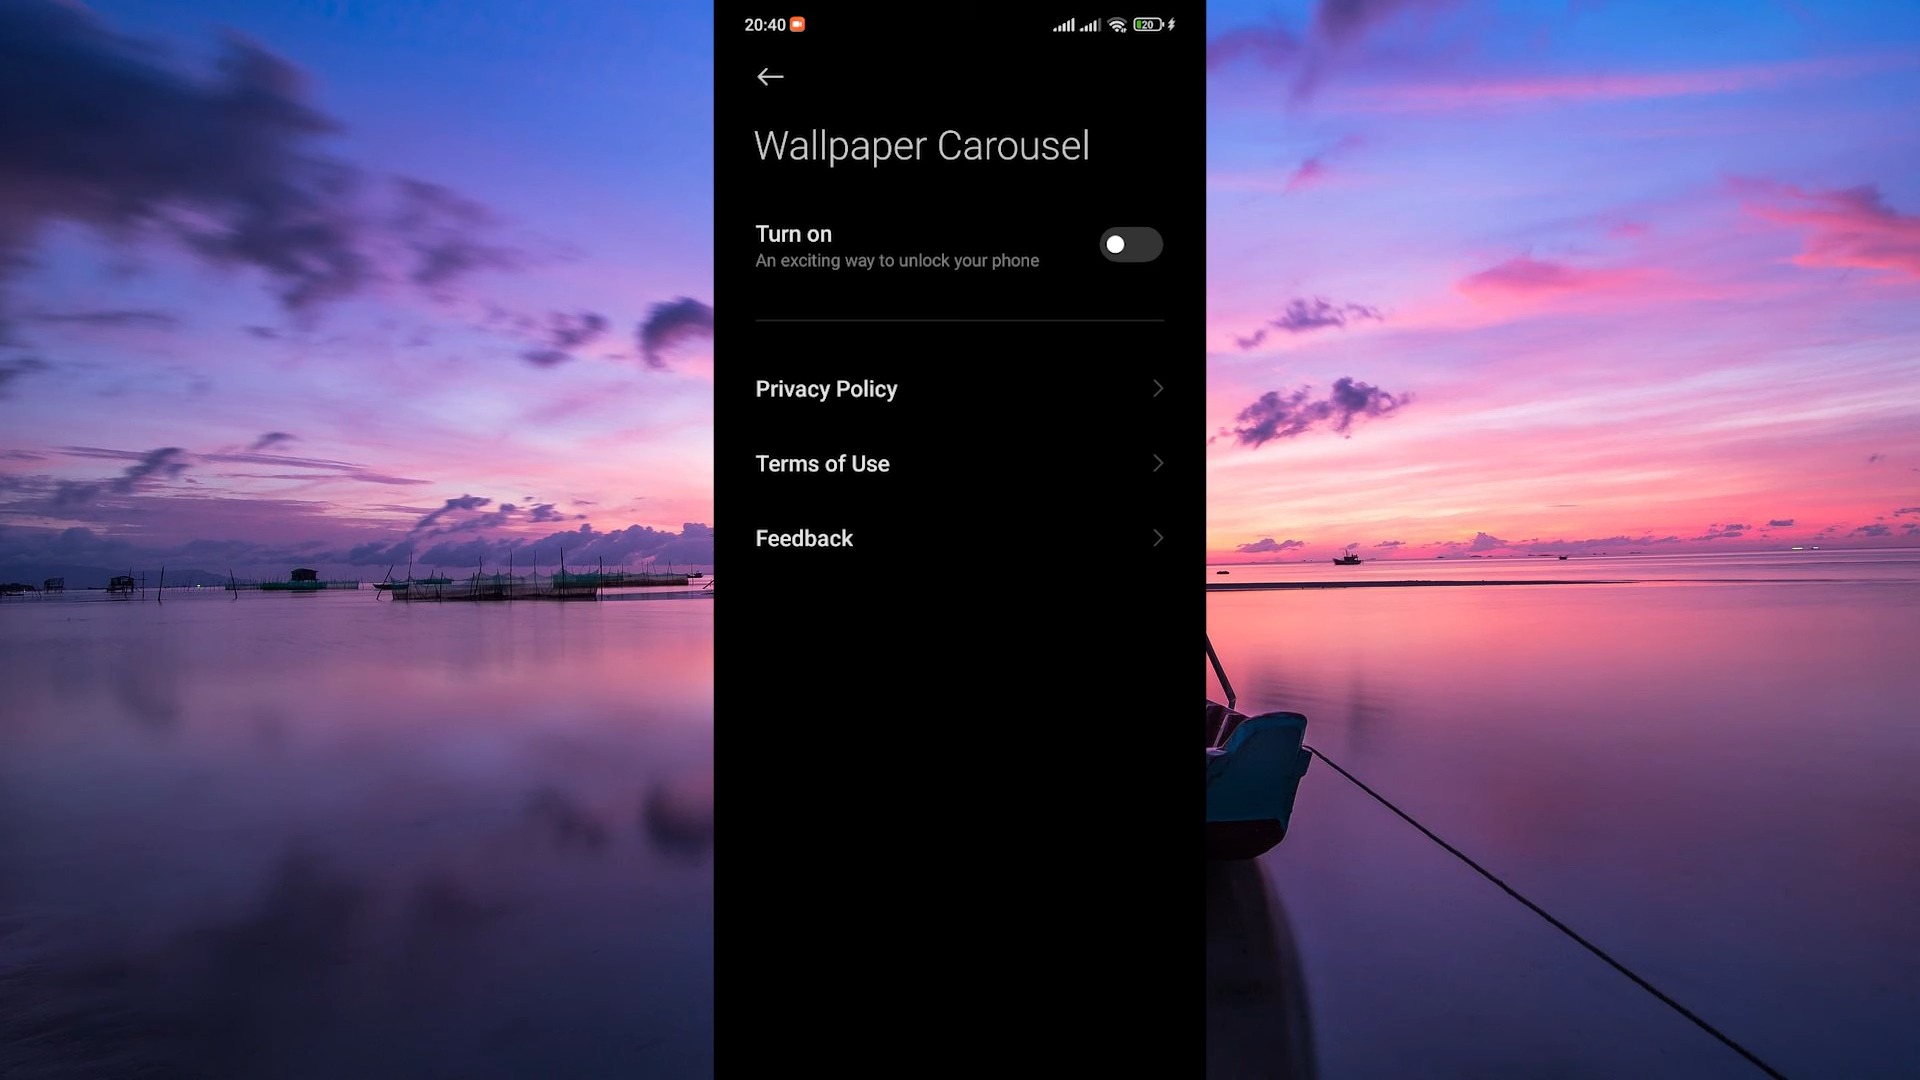 20:40
20
Wallpaper Carousel
Turn on
An exciting way to unlock your phone
Privacy Policy
Terms of Use
Feedback